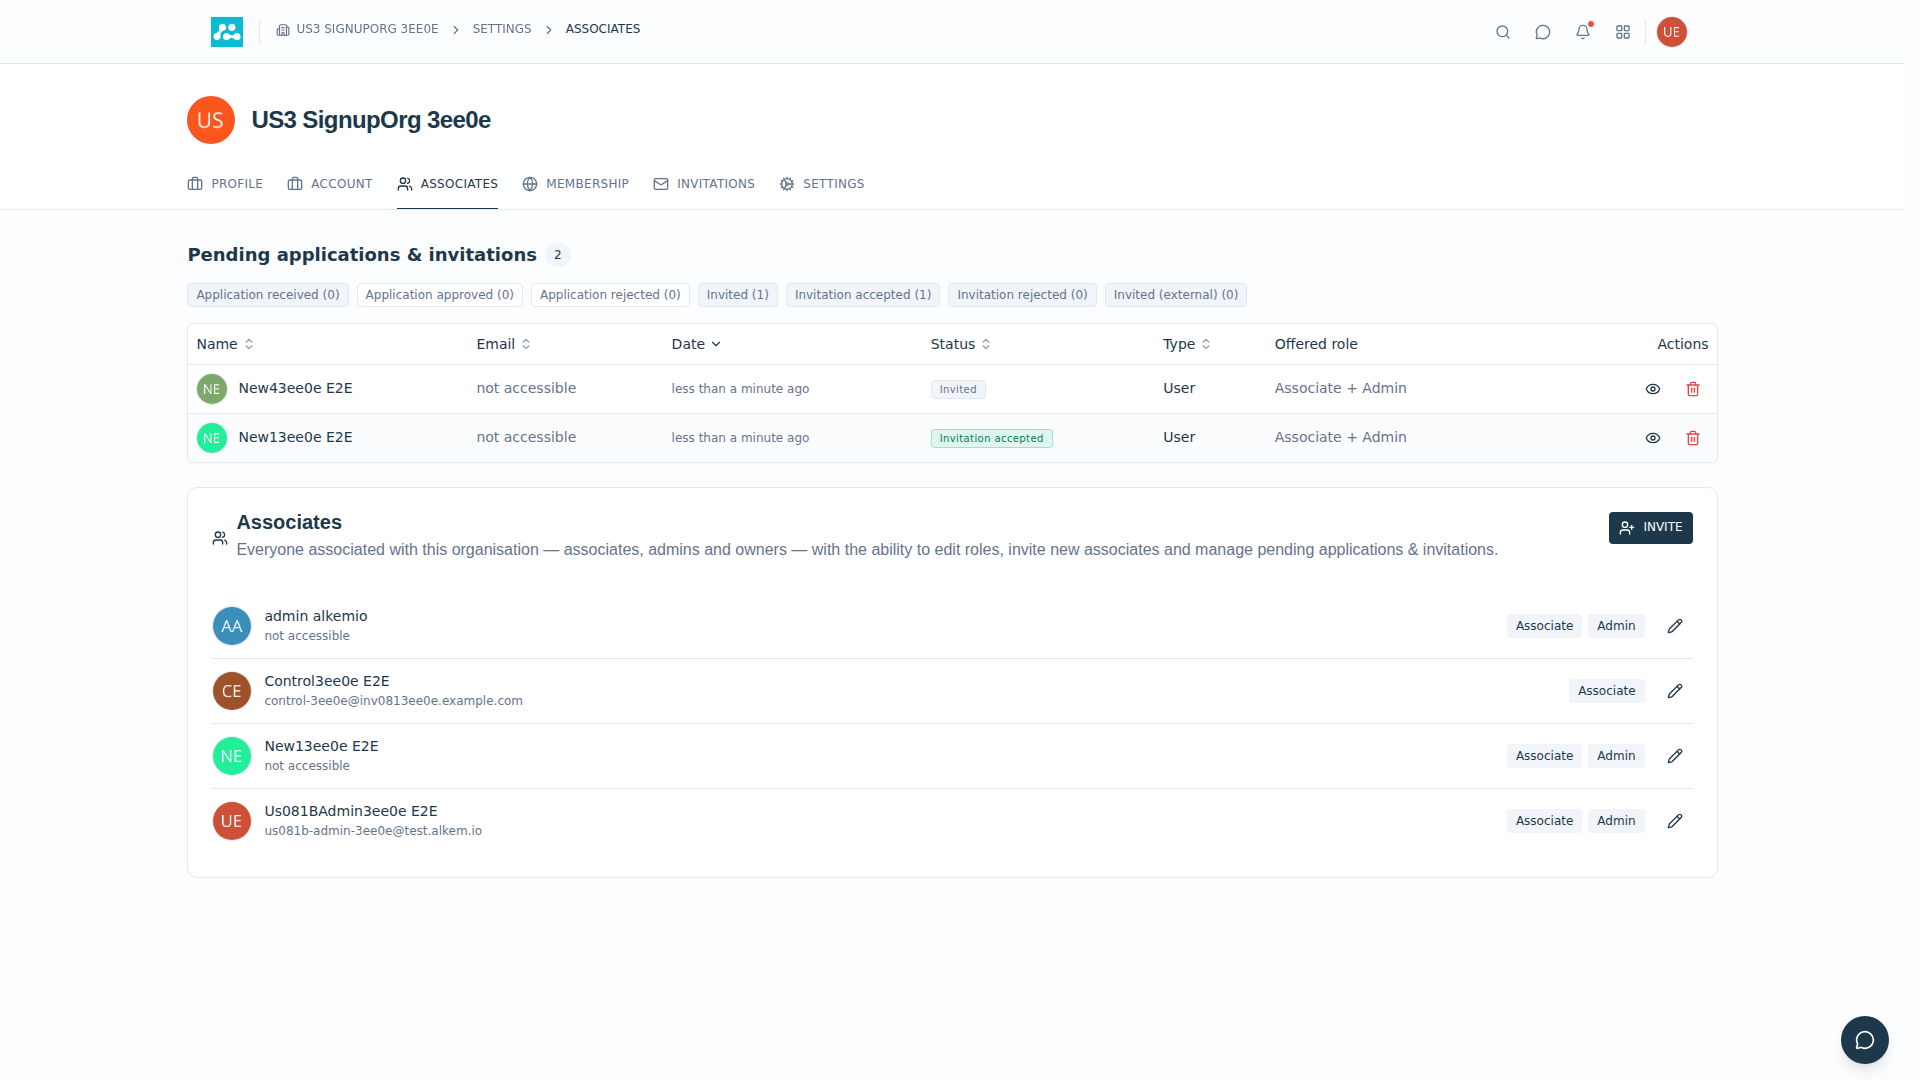 US3 SIGNUPORG 3EE0E > SETTINGS > ASSOCIATES
UE
US
US3 SignupOrg 3ee0e
PROFILE ACCOUNT ASSOCIATES MEMBERSHIP INVITATIONS SETTINGS
Pending applications & invitations 2
Application received (0) Application approved (0) Application rejected (0) Invited (1) Invitation accepted (1) Invitation rejected (0) Invited (external) (0)
Name Email Date Status Type Offered role Actions
NE New43ee0e E2E not accessible less than a minute ago Invited User Associate + Admin
NE New13ee0e E2E not accessible less than a minute ago Invitation accepted User Associate + Admin
Associates
INVITE
Everyone associated with this organisation — associates, admins and owners — with the ability to edit roles, invite new associates and manage pending applications & invitations.
AA admin alkemio
not accessible
Associate Admin
CE Control3ee0e E2E
control-3ee0e@inv0813ee0e.example.com
Associate
NE New13ee0e E2E
not accessible
Associate Admin
UE Us081BAdmin3ee0e E2E
us081b-admin-3ee0e@test.alkem.io
Associate Admin